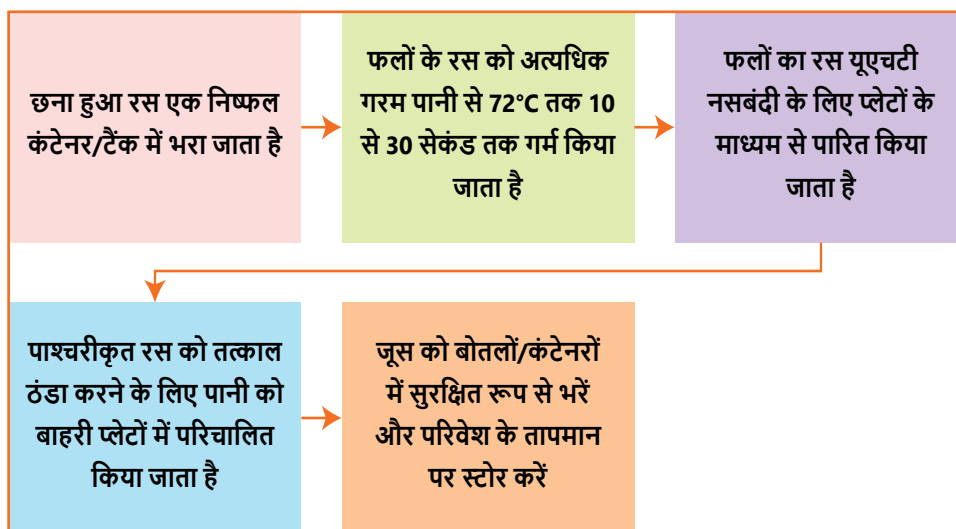 छना हुआ रस एक निष्फल
कंटेनर/टैंक में भरा जाता है
फलों के रस को अत्यधिक
गरम पानी से 72°C तक 10
से 30 सेकंड तक गर्म किया
जाता है
फलों का रस यूएचटी
नसबंदी के लिए प्लेटों के
माध्यम से पारित किया
जाता है
पाश्चरीकृत रस को तत्काल
ठंडा करने के लिए पानी को
बाहरी प्लेटों में परिचालित
किया जाता है
जूस को बोतलों/कंटेनरों
में सुरक्षित रूप से भरें
और परिवेश के तापमान
पर स्टोर करें